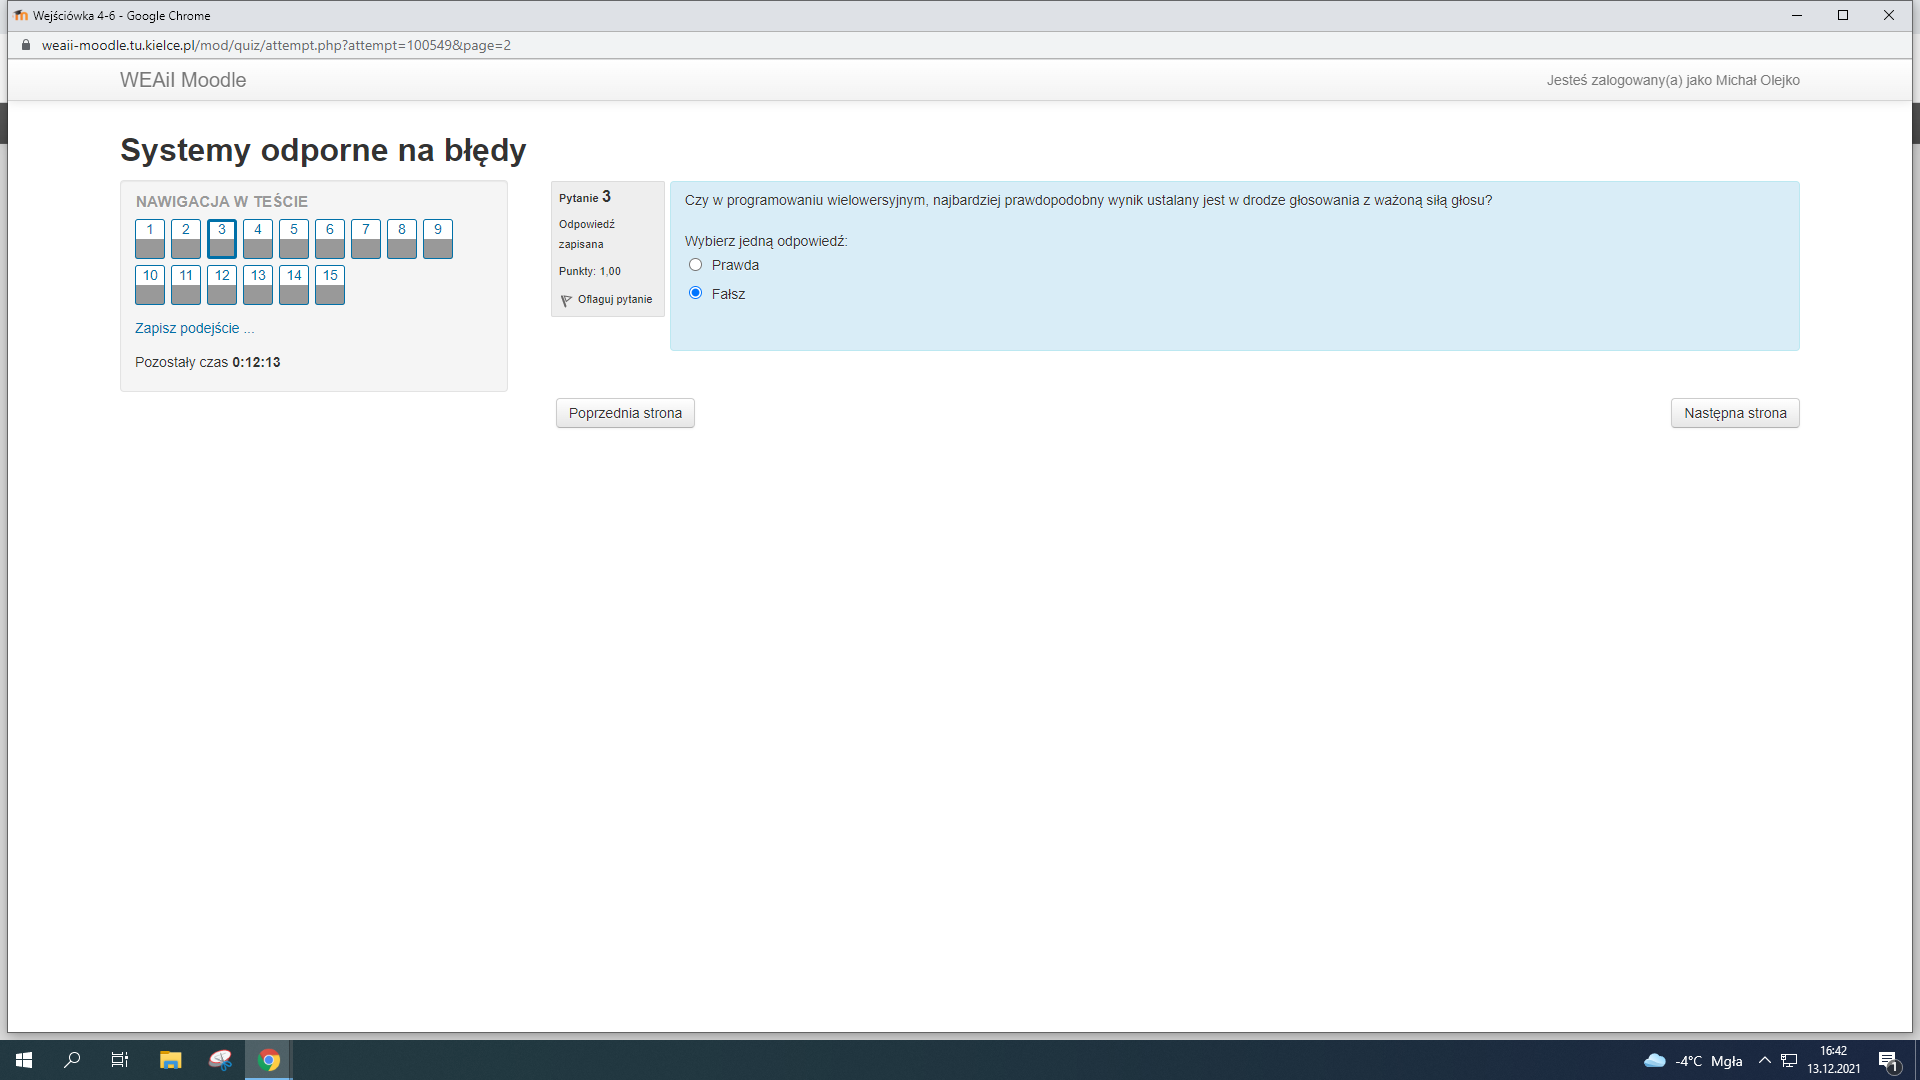 Wejściówka 4-6 - Google Chrome
weaii-moodle.tu.kielce.pl/mod/quiz/attempt.php?attempt=100549&page=2
WEAiI Moodle
Jesteś zalogowany(a) jako Michał Olejko
Systemy odporne na błędy
NAWIGACJA W TEŚCIE
1 2 3 4 5 6 7 8 9
10 11 12 13 14 15
Zapisz podejście ...
Pozostały czas 0:12:13
Pytanie 3
Odpowiedź
zapisana
Punkty: 1,00
Oflaguj pytanie
Czy w programowaniu wielowersyjnym, najbardziej prawdopodobny wynik ustalany jest w drodze głosowania z ważoną siłą głosu?
Wybierz jedną odpowiedź:
Prawda
Fałsz
Poprzednia strona
Następna strona
-4°C Mgła
16:42
13.12.2021
1